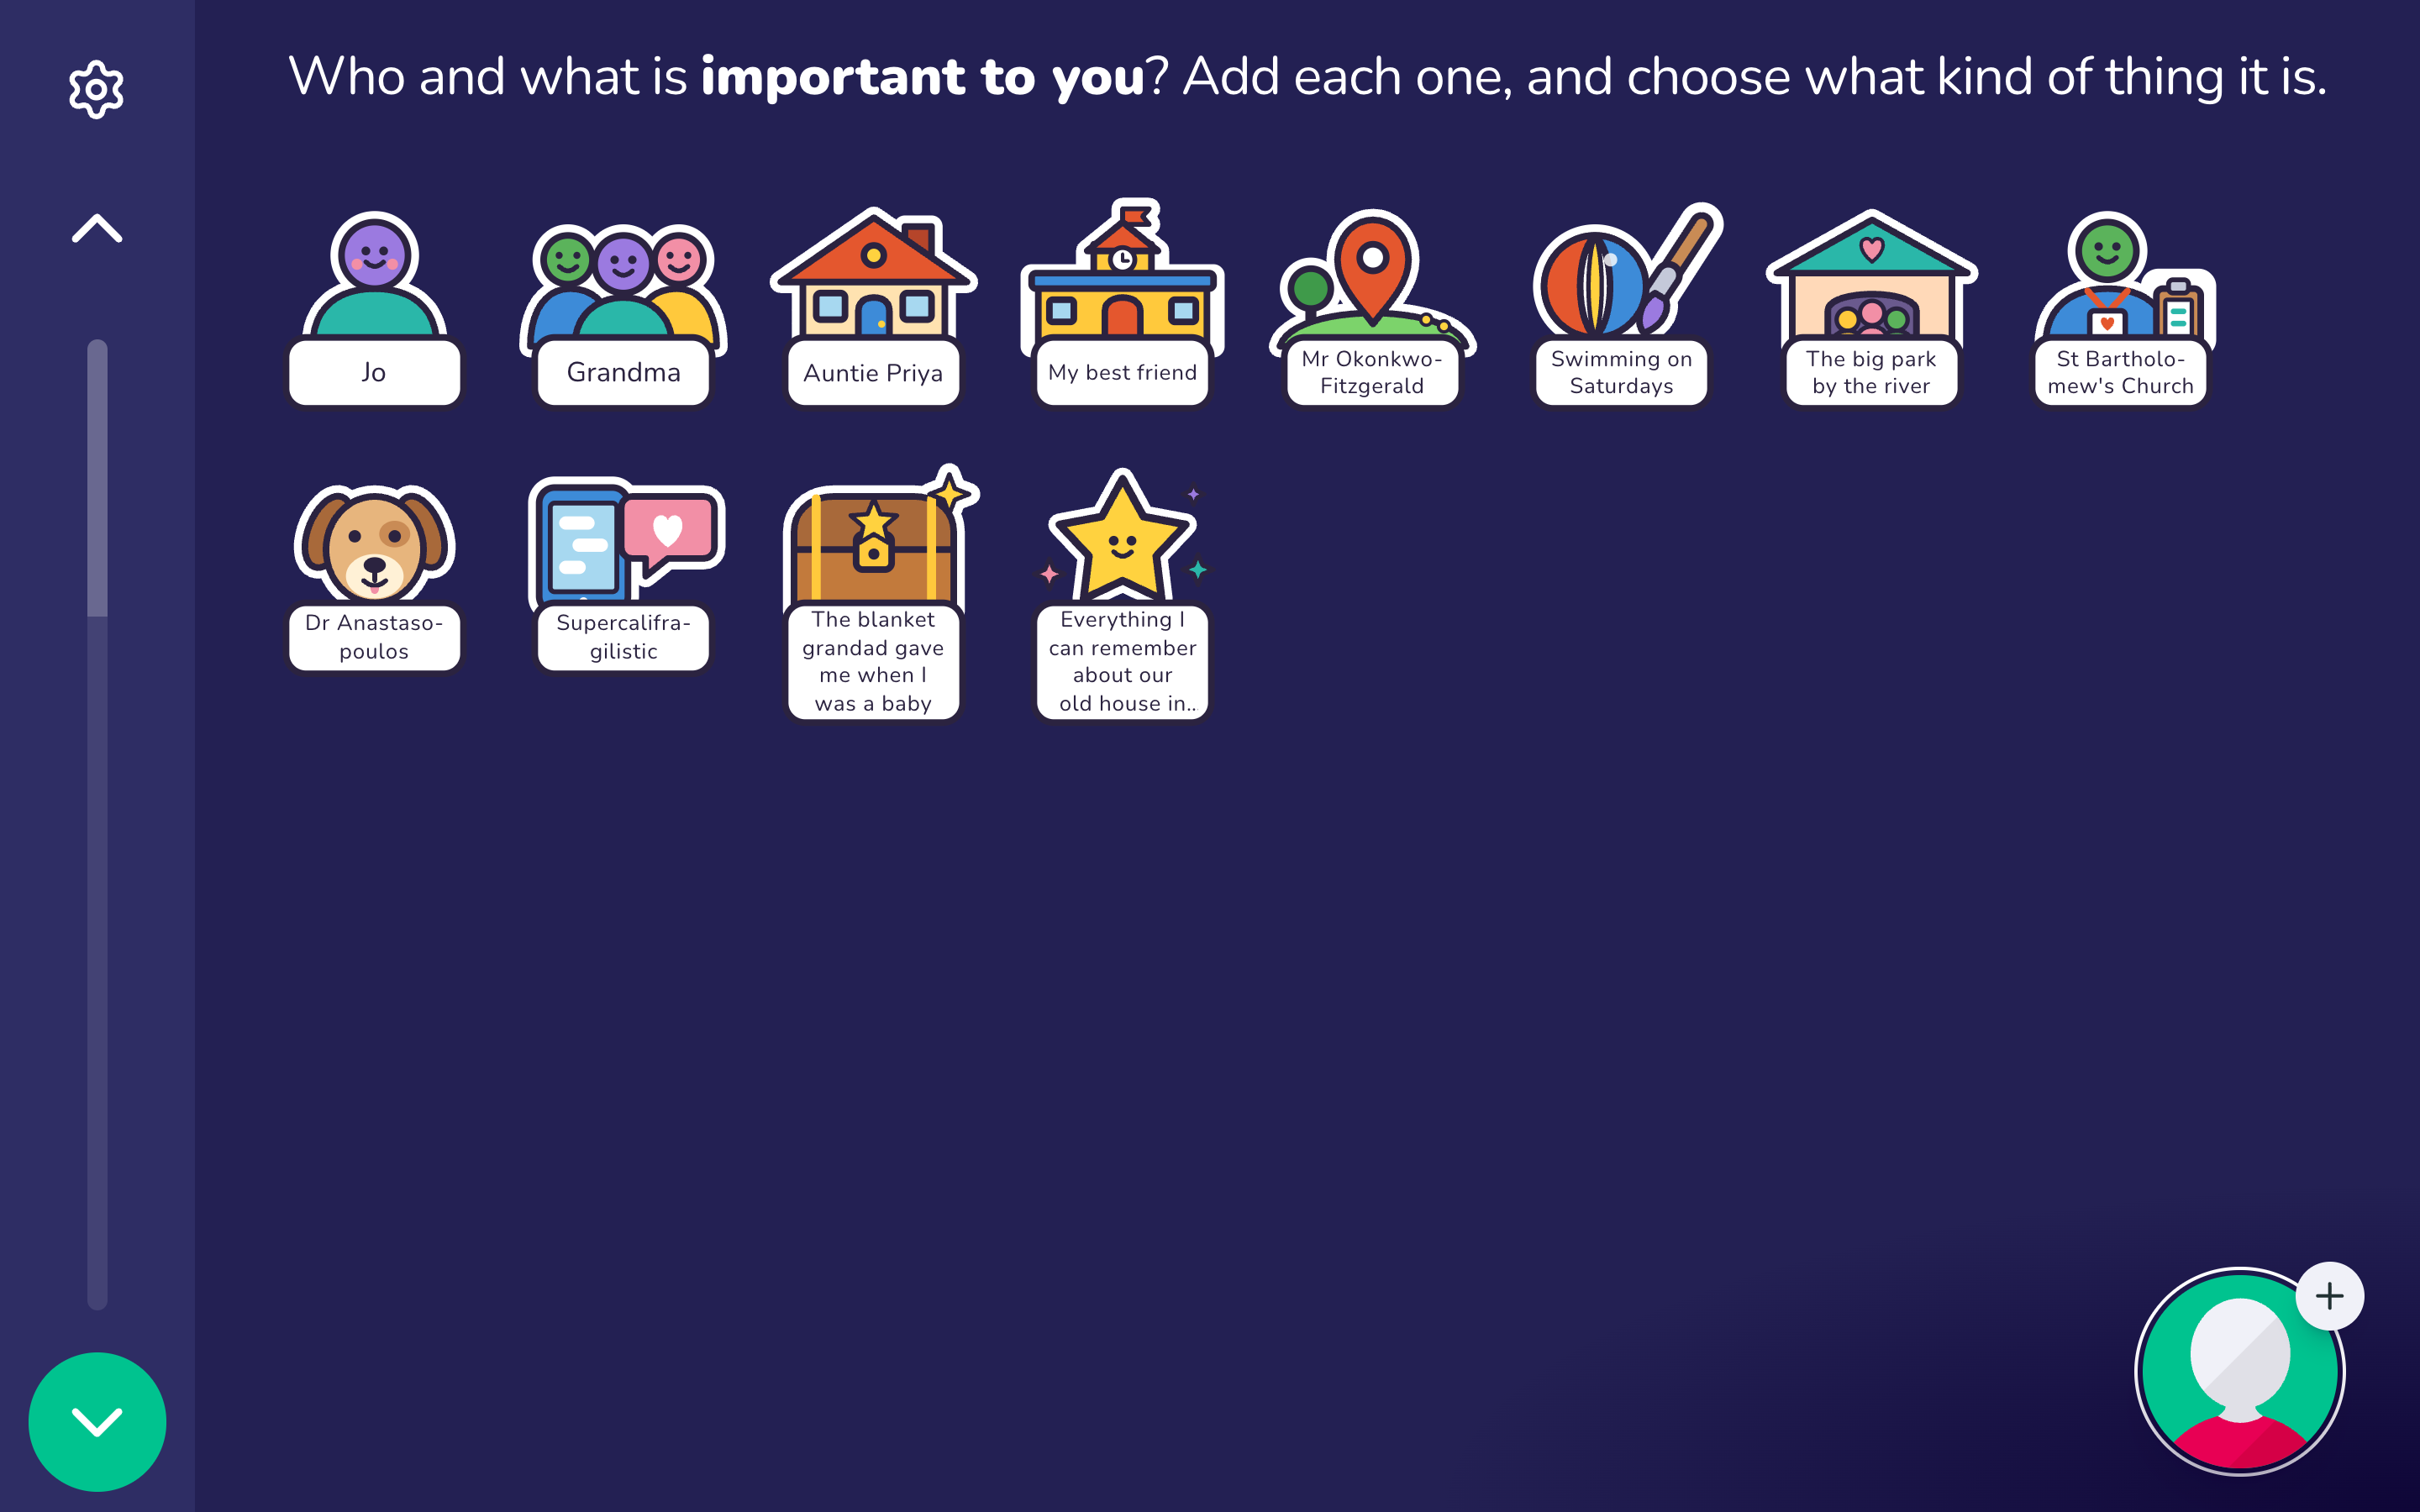 Who and what is important to you? Add each one, and choose what kind of thing it is.
Jo
Grandma
Auntie Priya
My best friend
Mr Okonkwo-
Fitzgerald
Swimming on
Saturdays
The big park
by the river
St Bartholo-
mew's Church
Dr Anastaso-
poulos
Supercalifra-
gilistic
The blanket
grandad gave
me when I
was a baby
Everything I
can remember
about our
old house in...